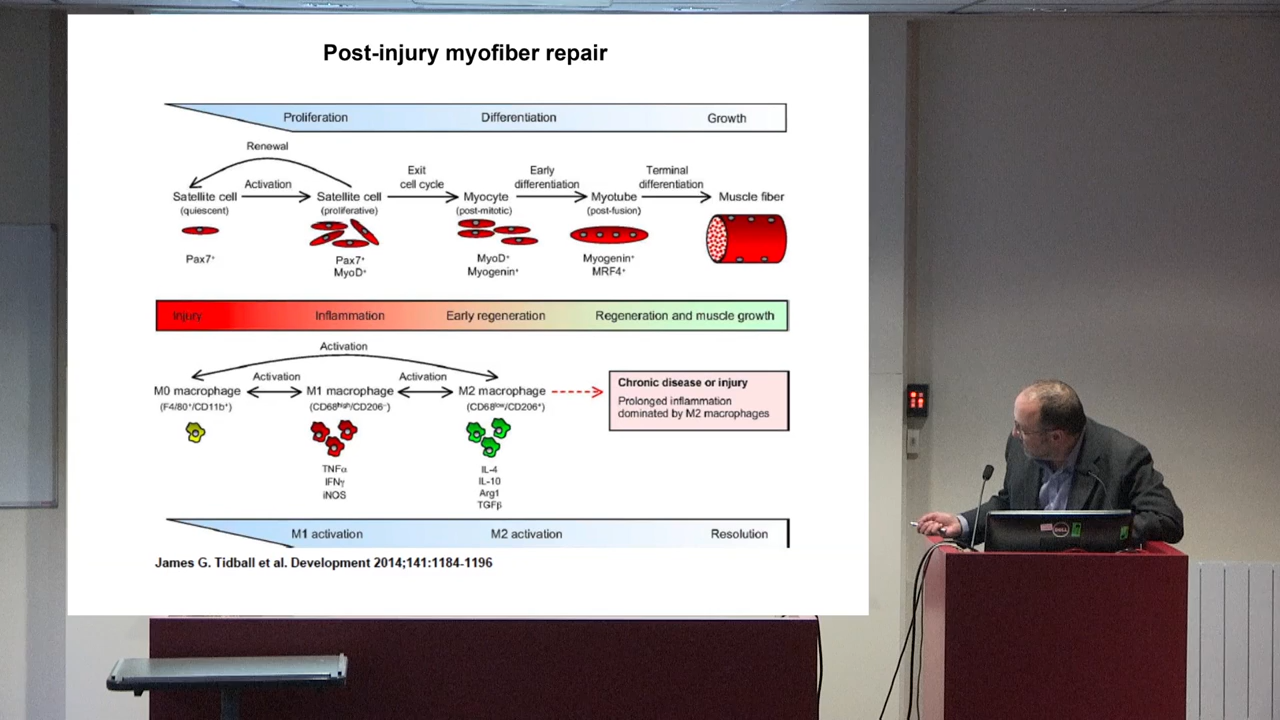 Post-injury myofiber repair
Proliferation Differentiation Growth
Renewal
Activation
Exit
cell cycle
Early
differentiation
Terminal
differentiation
Satellite cell
(quiescent)
Satellite cell
(proliferative)
Myocyte
(post-mitotic)
Myotube
(post-fusion)
Muscle fiber
Pax7⁺
Pax7⁺
MyoD⁺
MyoD⁺
Myogenin⁺
Myogenin⁺
MRF4⁺
Injury Inflammation Early regeneration Regeneration and muscle growth
Activation
Activation
Activation
M0 macrophage
(F4/80⁺/CD11b⁺)
M1 macrophage
(CD68ʰⁱᵍʰ/CD206⁻)
M2 macrophage
(CD68ˡᵒʷ/CD206⁺)
Chronic disease or injury
Prolonged inflammation
dominated by M2 macrophages
TNFα
IFNγ
iNOS
IL-4
IL-10
Arg1
TGFβ
M1 activation M2 activation Resolution
James G. Tidball et al. Development 2014;141:1184-1196
DELL